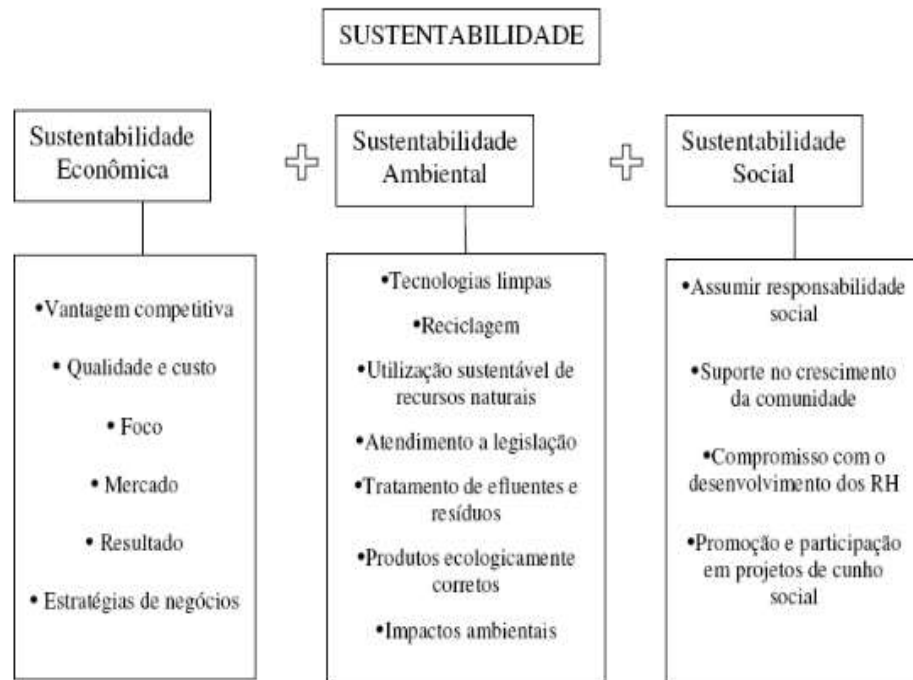 SUSTENTABILIDADE
Sustentabilidade
Econômica
Sustentabilidade
Ambiental
Sustentabilidade
Social
•Vantagem competitiva
• Qualidade e custo
• Foco
• Mercado
• Resultado
• Estratégias de negócios
•Tecnologias limpas
•Reciclagem
•Utilização sustentável de
recursos naturais
•Atendimento a legislação
•Tratamento de efluentes e
resíduos
•Produtos ecologicamente
corretos
•Impactos ambientais
•Assumir responsabilidade
social
•Suporte no crescimento
da comunidade
•Compromisso com o
desenvolvimento dos RH
•Promoção e participação
em projetos de cunho
social